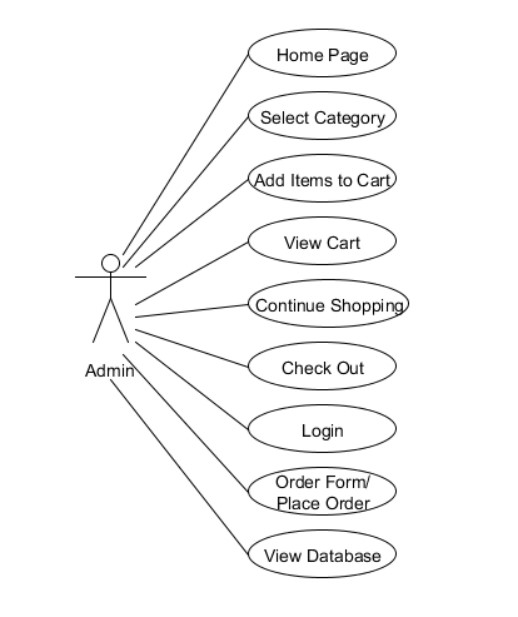 Home Page
Select Category
Add Items to Cart
View Cart
Continue Shopping
Check Out
Admin
Login
Order Form/
Place Order
View Database